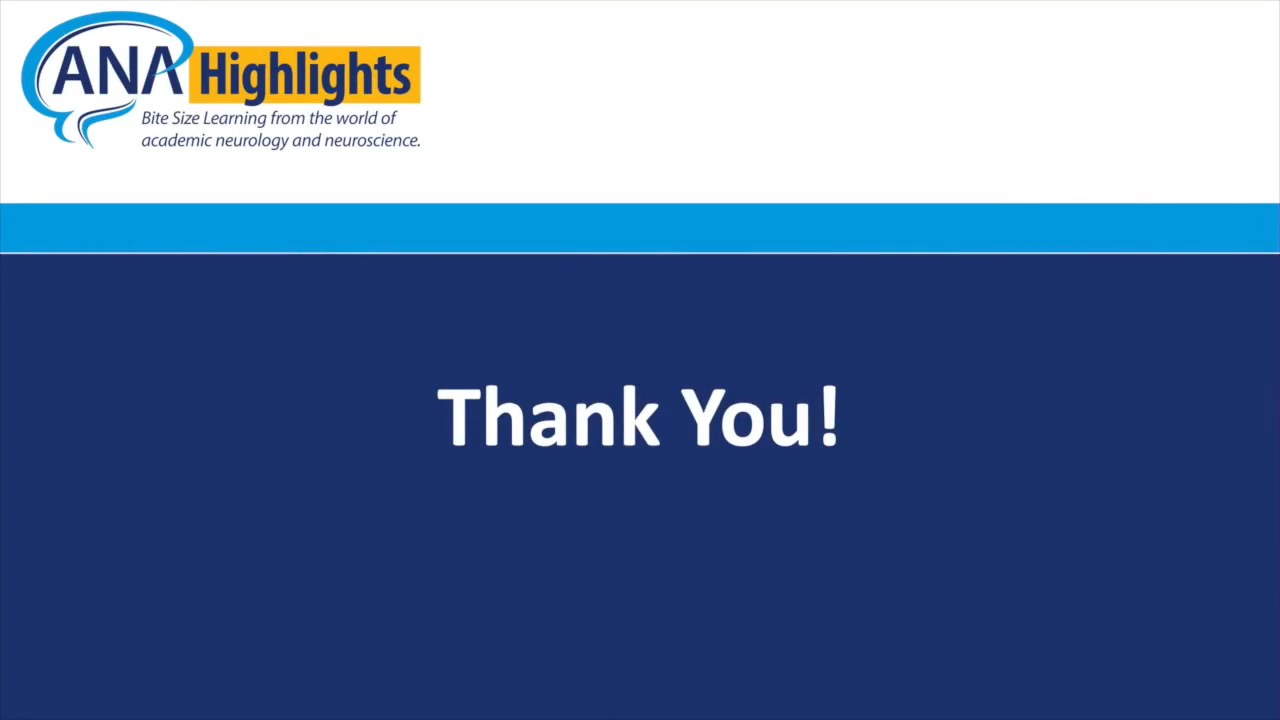 ANA Highlights
Bite Size Learning from the world of
academic neurology and neuroscience.
Thank You!